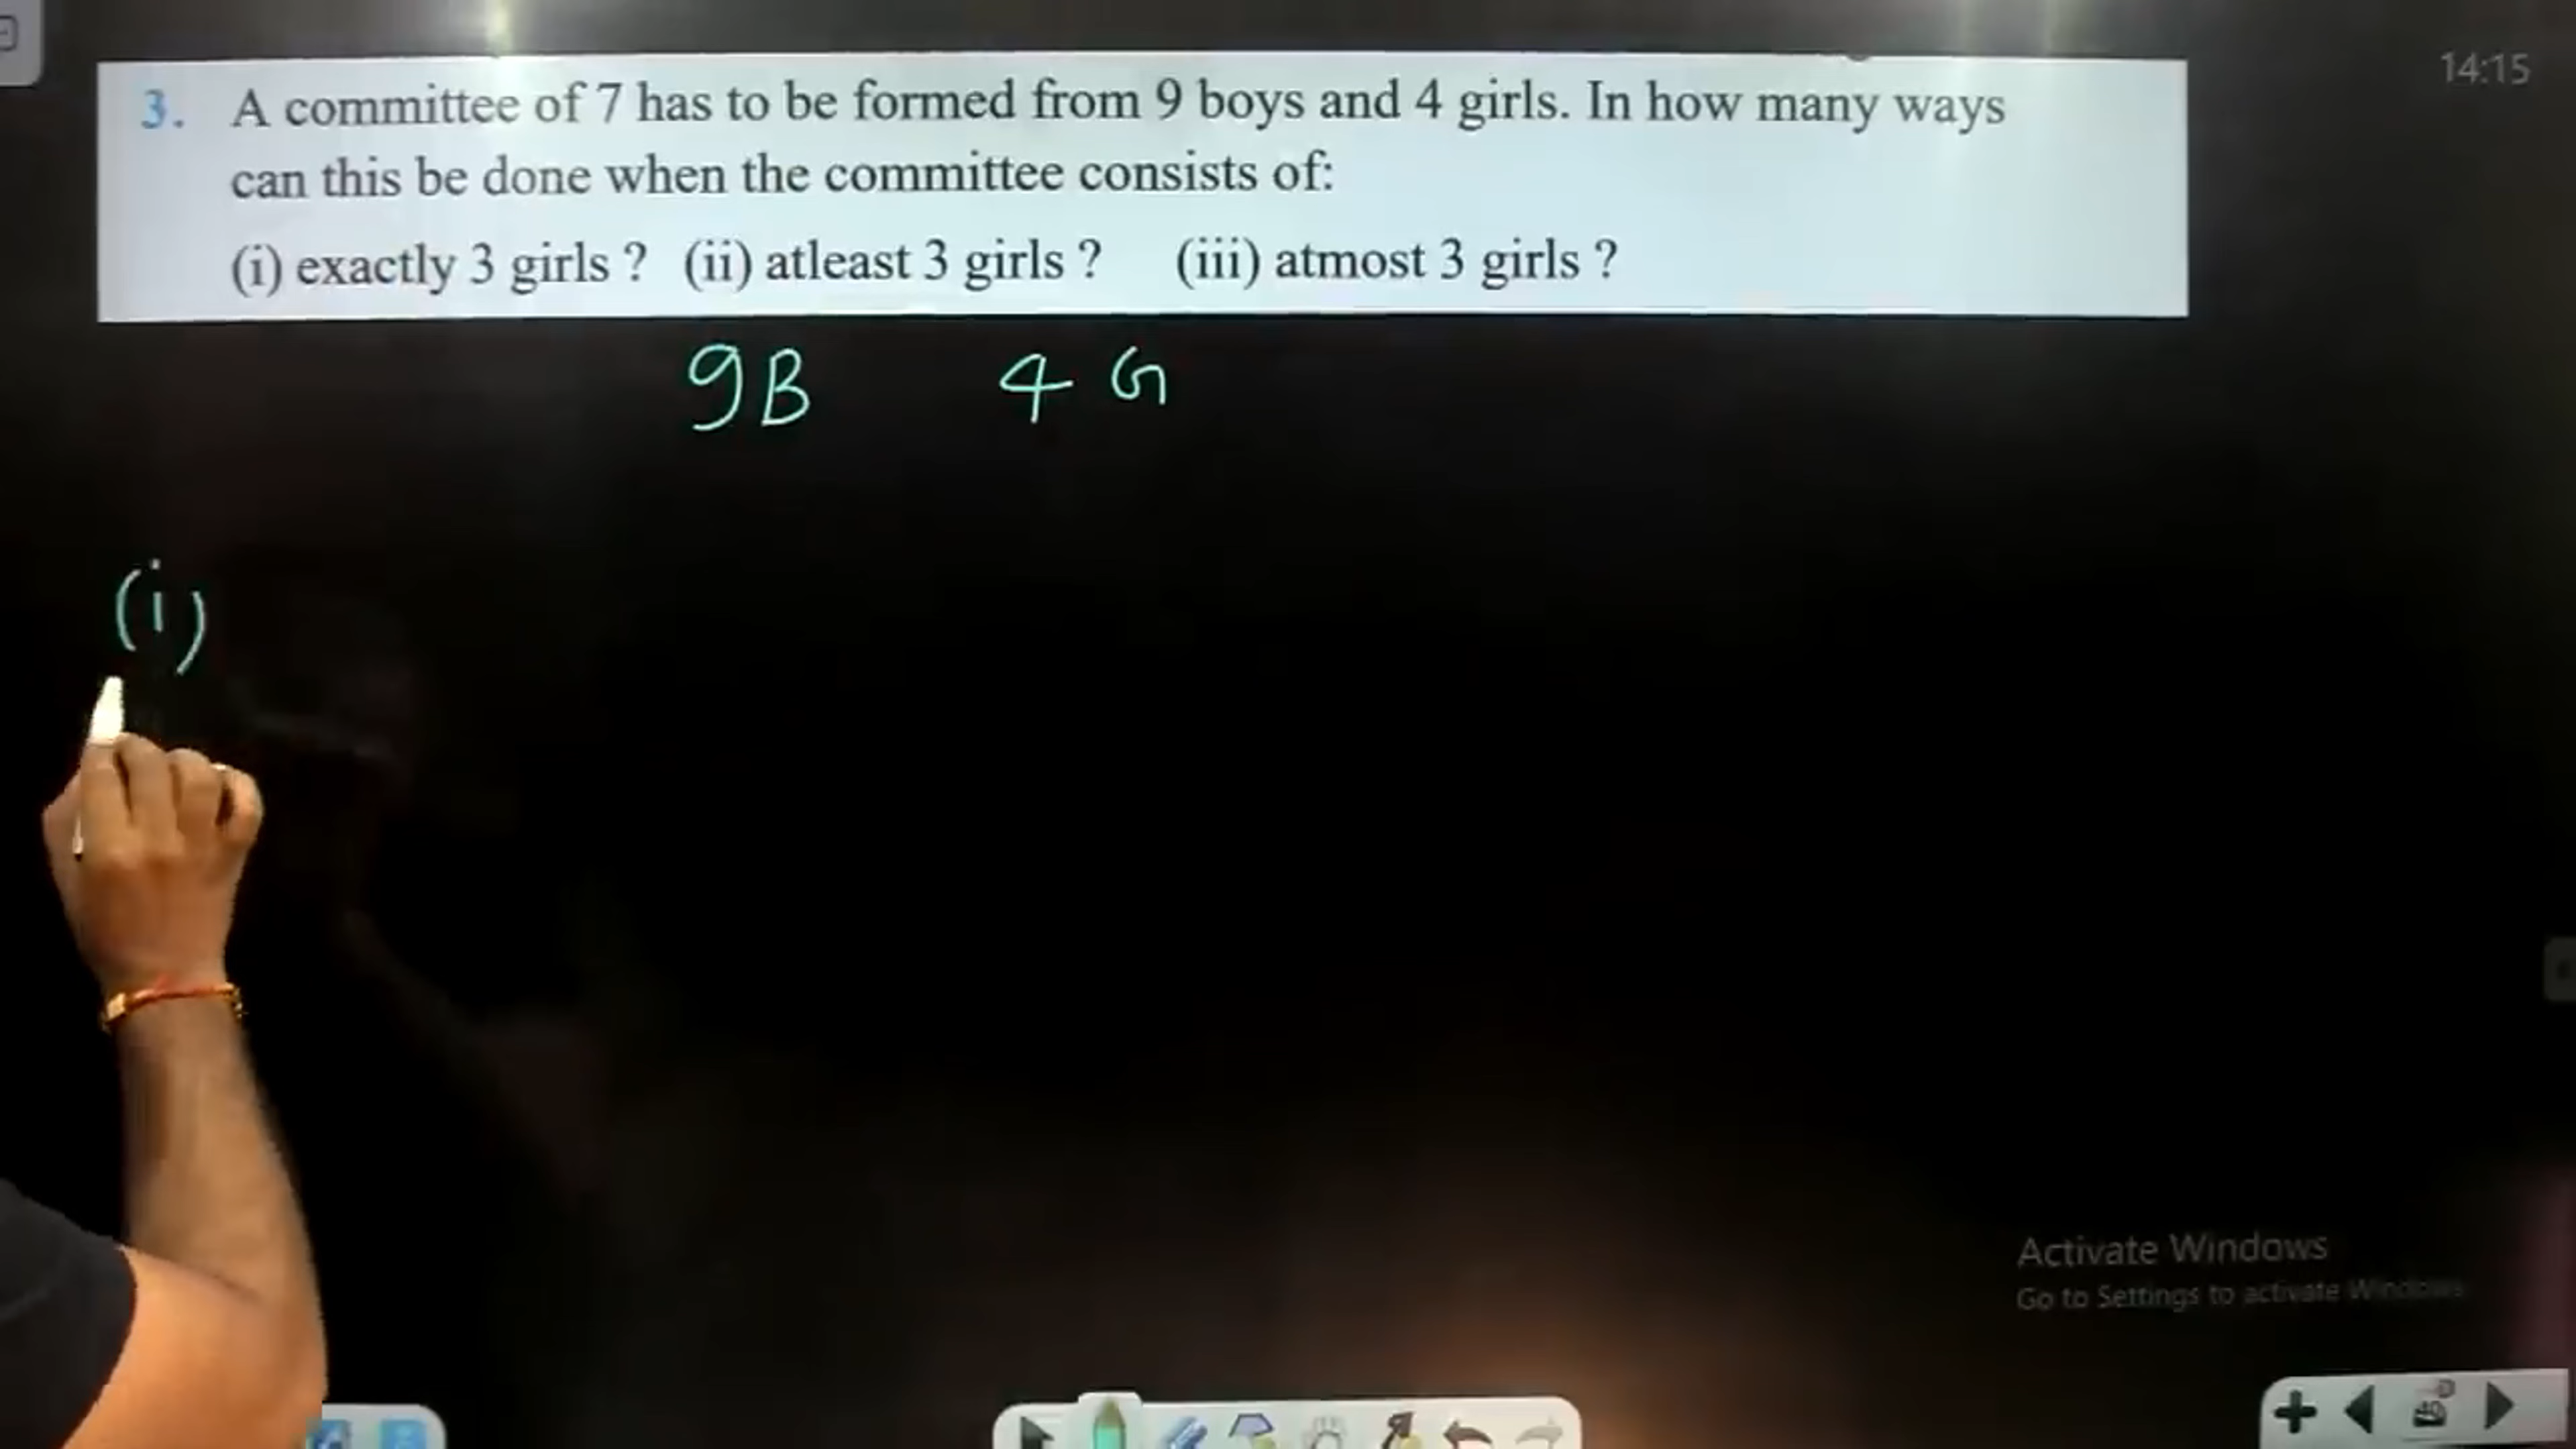 14:15
3. A committee of 7 has to be formed from 9 boys and 4 girls. In how many ways
can this be done when the committee consists of:
(i) exactly 3 girls ? (ii) atleast 3 girls ? (iii) atmost 3 girls ?
9B 4 G
(i)
Activate Windows
Go to Settings to activate Windows.